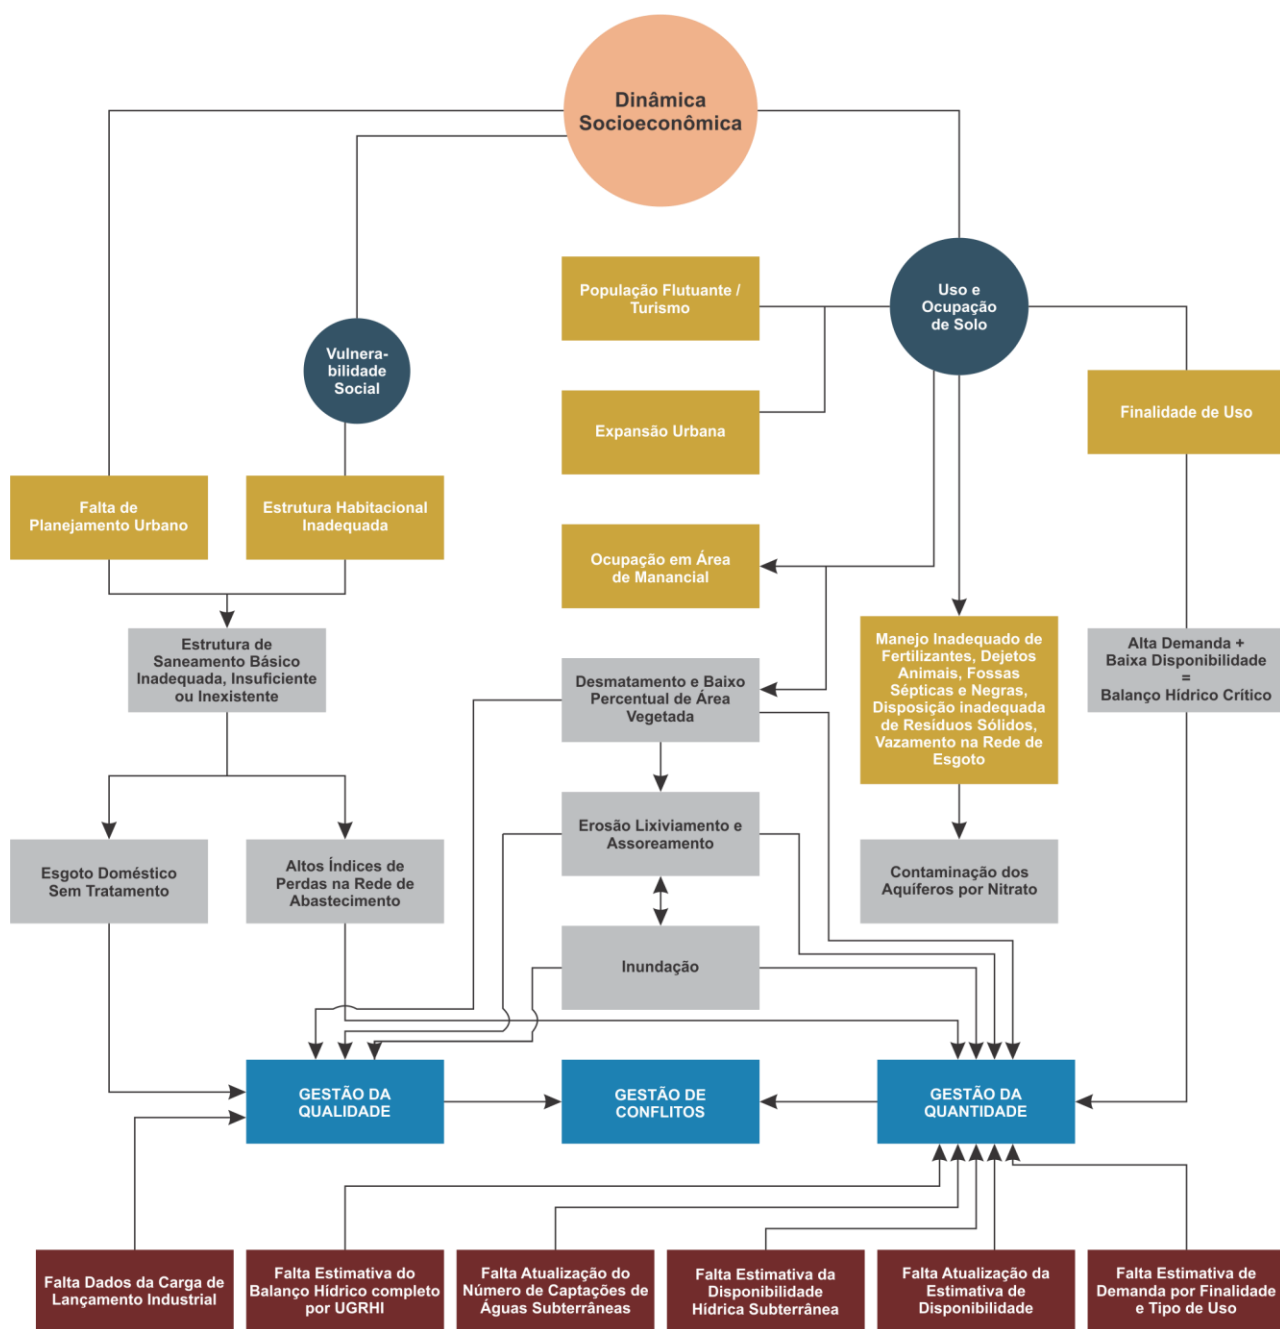 Dinâmica
Socioeconômica
População Flutuante /
Turismo
Uso e
Ocupação
de Solo
Vulnera-
bilidade
Social
Expansão Urbana
Finalidade de Uso
Falta de
Planejamento Urbano
Estrutura Habitacional
Inadequada
Ocupação em Área
de Manancial
Estrutura de
Saneamento Básico
Inadequada, Insuficiente
ou Inexistente
Desmatamento e Baixo
Percentual de Área
Vegetada
Manejo Inadequado de
Fertilizantes, Dejetos
Animais, Fossas
Sépticas e Negras,
Disposição inadequada
de Resíduos Sólidos,
Vazamento na Rede de
Esgoto
Alta Demanda +
Baixa Disponibilidade
=
Balanço Hídrico Crítico
Erosão Lixiviamento e
Assoreamento
Esgoto Doméstico
Sem Tratamento
Altos Índices de
Perdas na Rede de
Abastecimento
Contaminação dos
Aquíferos por Nitrato
Inundação
GESTÃO DA
QUALIDADE
GESTÃO DE
CONFLITOS
GESTÃO DA
QUANTIDADE
Falta Dados da Carga de
Lançamento Industrial
Falta Estimativa do
Balanço Hídrico completo
por UGRHI
Falta Atualização do
Número de Captações de
Águas Subterrâneas
Falta Estimativa da
Disponibilidade
Hídrica Subterrânea
Falta Atualização da
Estimativa de
Disponibilidade
Falta Estimativa de
Demanda por Finalidade
e Tipo de Uso